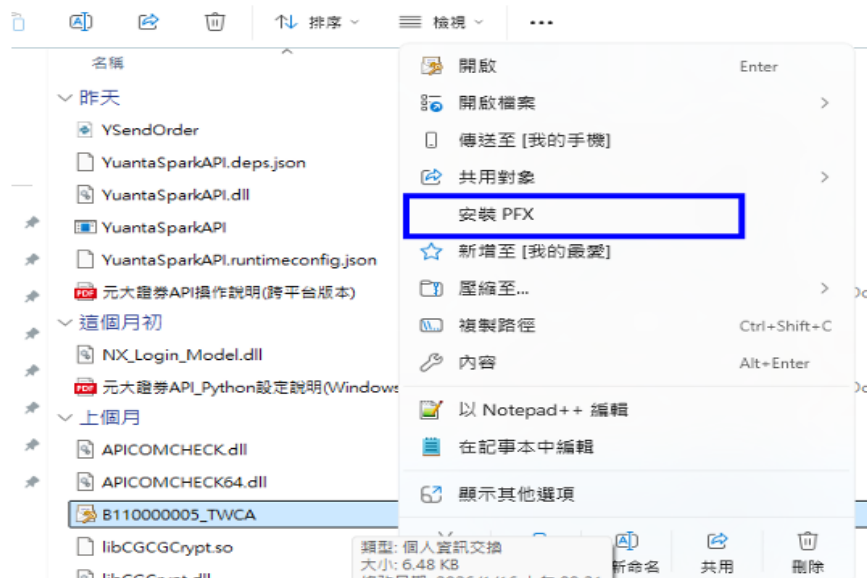 排序
檢視
名稱
昨天
YSendOrder
YuantaSparkAPI.deps.json
YuantaSparkAPI.dll
YuantaSparkAPI
YuantaSparkAPI.runtimeconfig.json
元大證券API操作說明(跨平台版本)
這個月初
NX_Login_Model.dll
元大證券API_Python設定說明(Windows
上個月
APICOMCHECK.dll
APICOMCHECK64.dll
B110000005_TWCA
libCGCGCrypt.so
libCGCrypt.dll
開啟 Enter
開啟檔案
傳送至 [我的手機]
共用對象
安裝 PFX
新增至 [我的最愛]
壓縮至...
複製路徑 Ctrl+Shift+C
內容 Alt+Enter
以 Notepad++ 編輯
在記事本中編輯
顯示其他選項
新命名 共用 刪除
類型: 個人資訊交換
大小: 6.48 KB